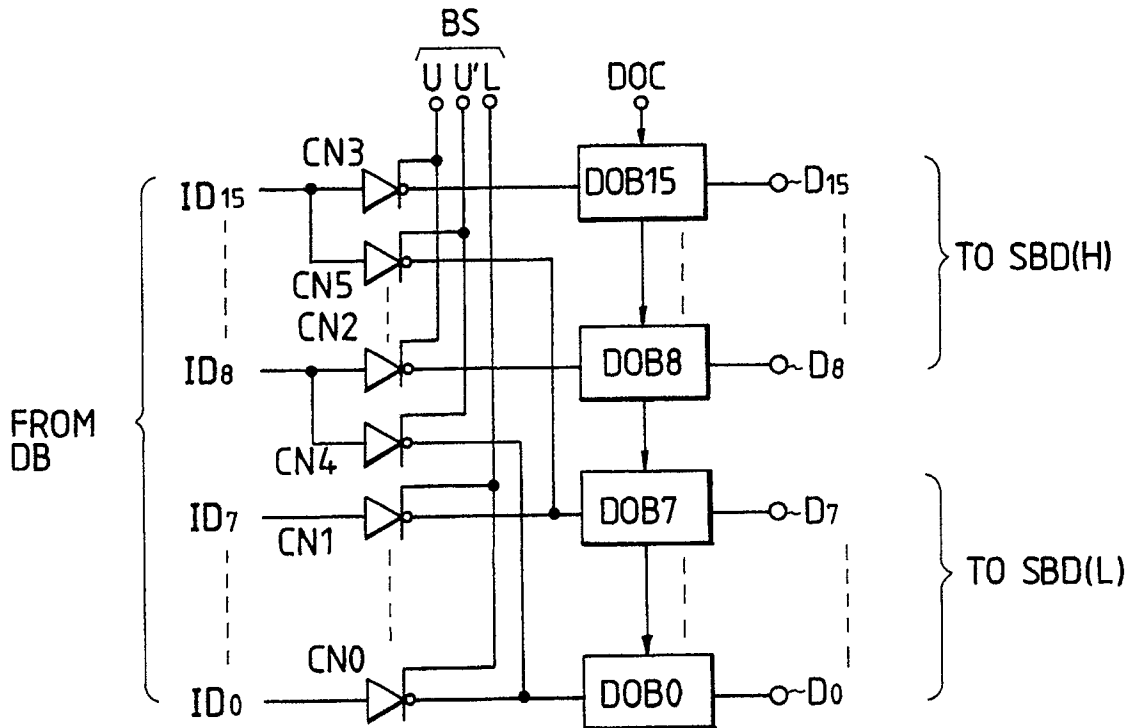 BS
U U' L
DOC
CN3
ID15
DOB15
~D15
CN5
TO SBD(H)
CN2
ID8
DOB8
~D8
FROM
DB
CN4
ID7
CN1
DOB7
~D7
TO SBD(L)
CN0
ID0
DOB0
~D0